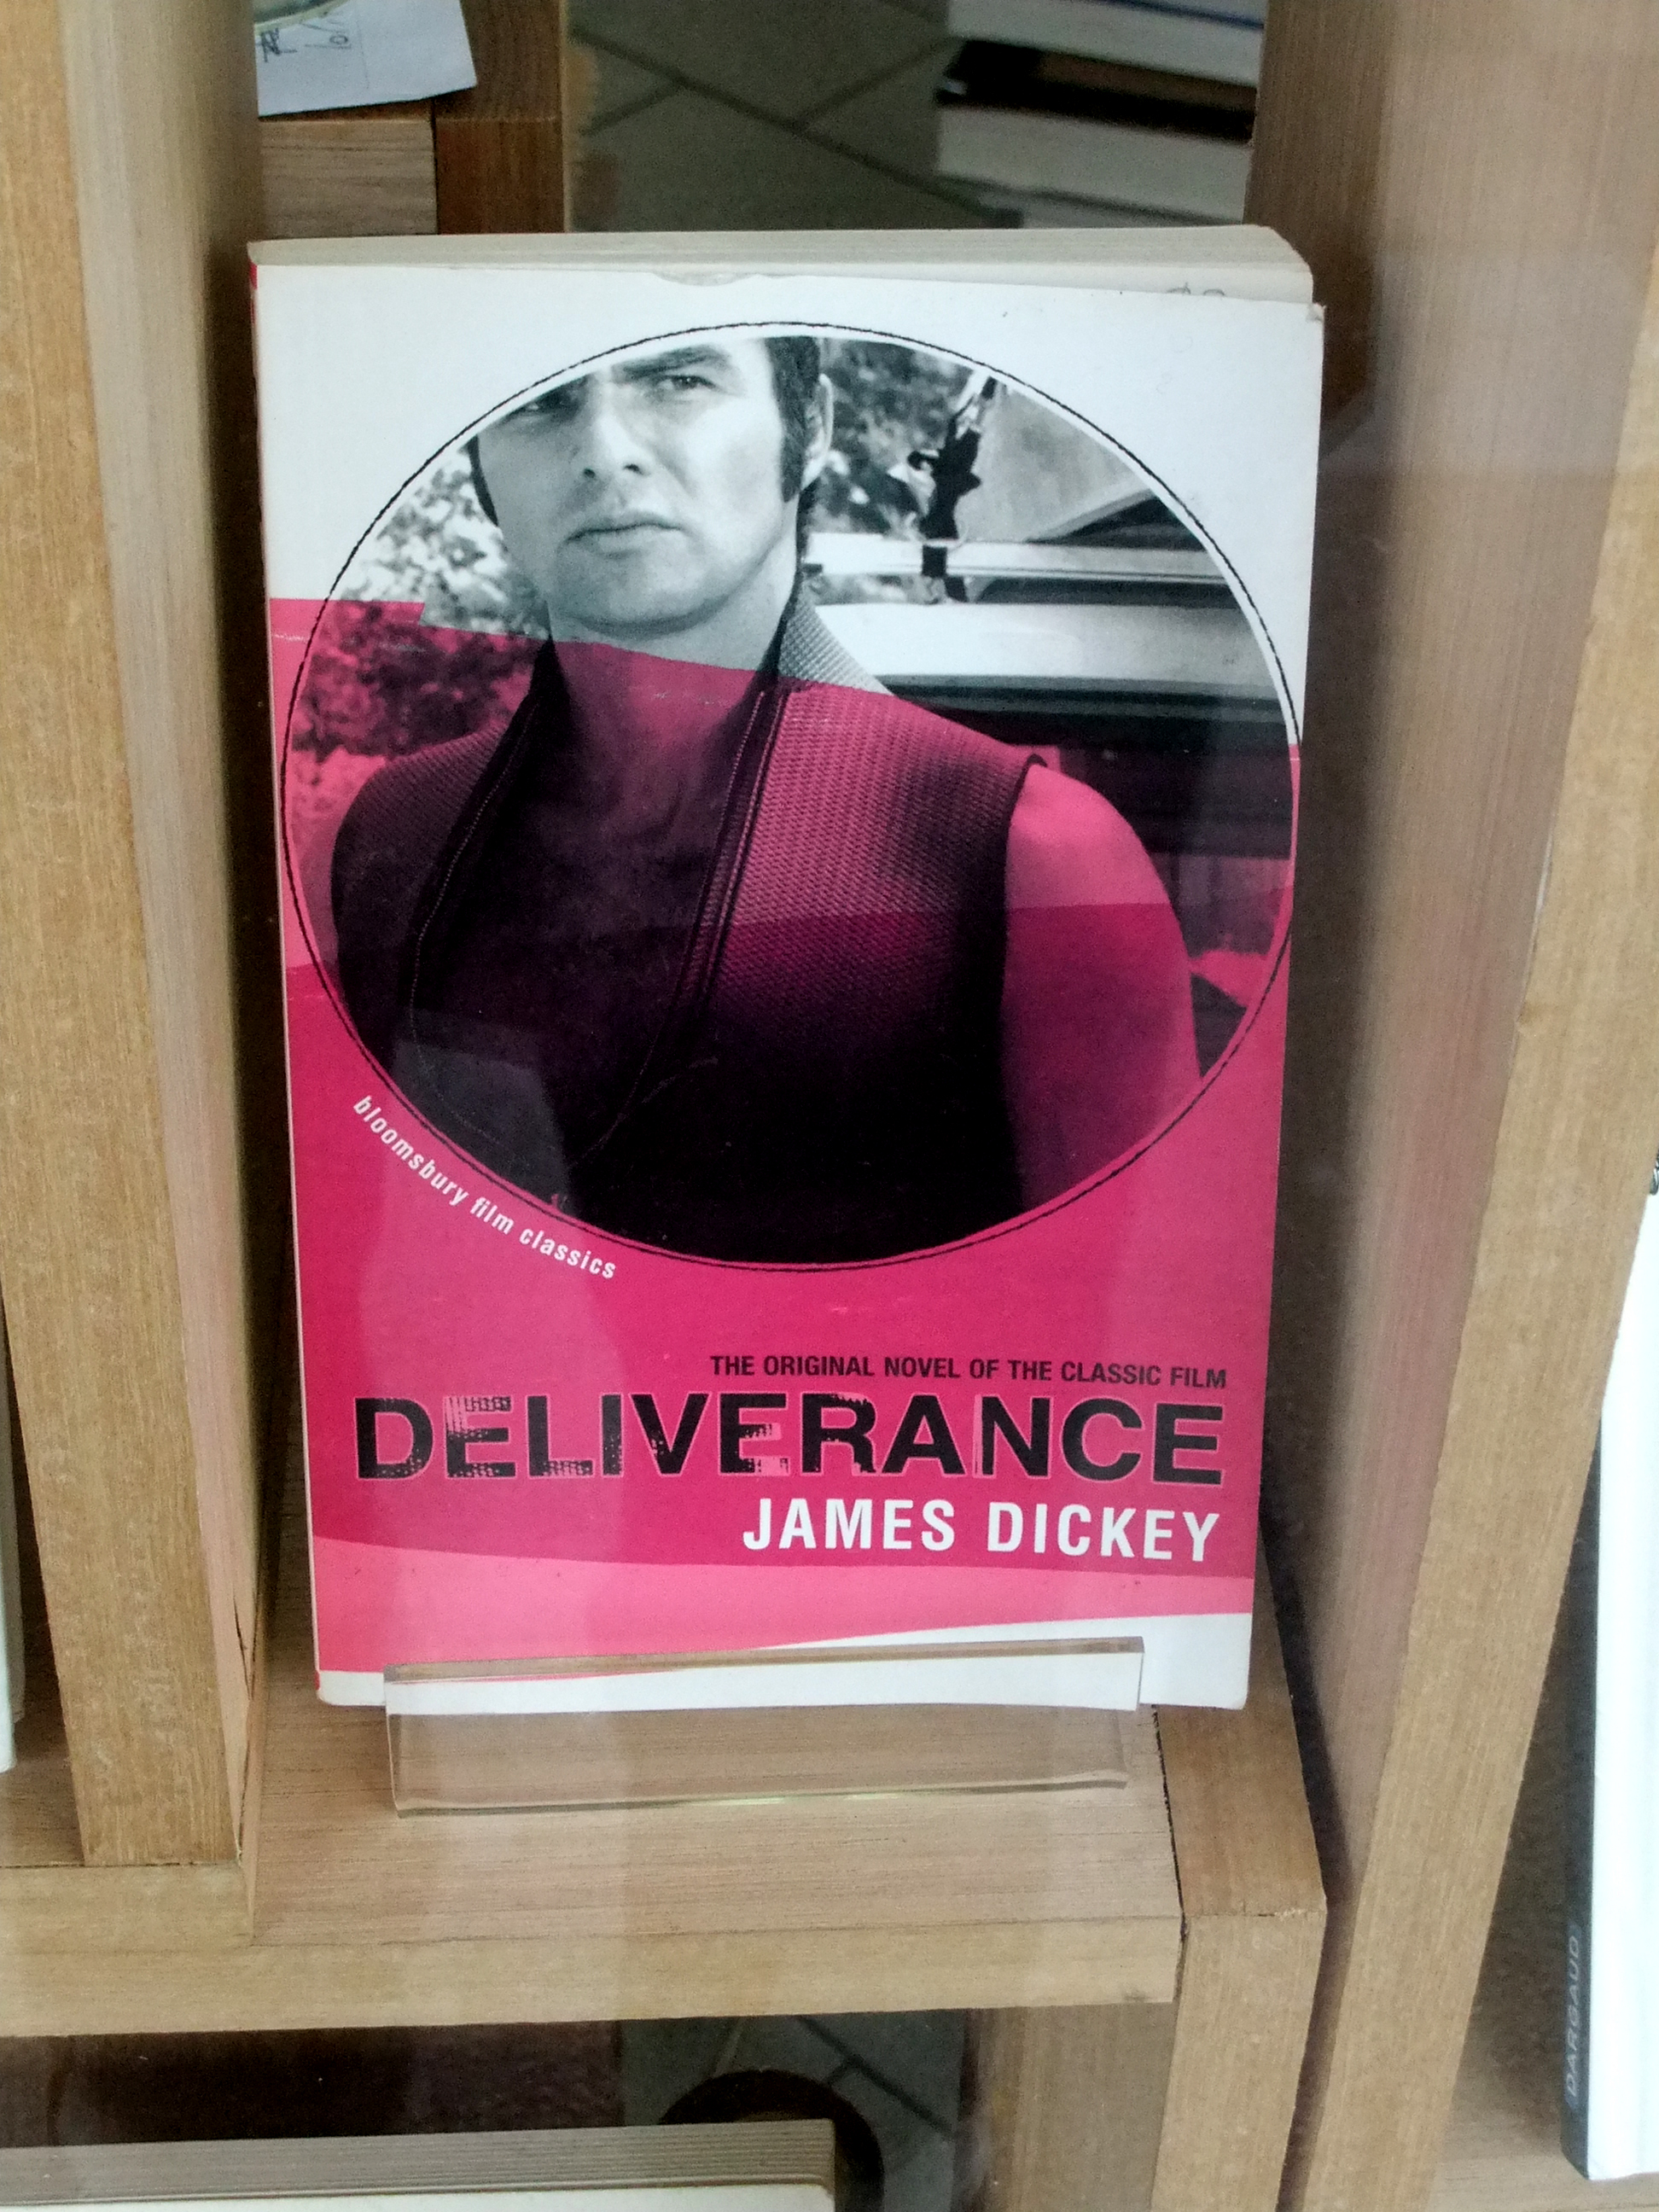 bloomsbury film classics
THE ORIGINAL NOVEL OF THE CLASSIC FILM
DELIVERANCE
JAMES DICKEY
DARGAUD